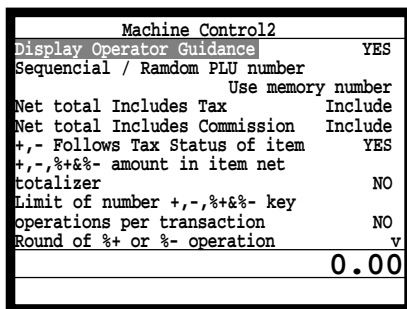 Machine Control2
Display Operator Guidance YES
Sequencial / Ramdom PLU number
Use memory number
Net total Includes Tax Include
Net total Includes Commission Include
+,- Follows Tax Status of item YES
+,-,%+&%- amount in item net
totalizer NO
Limit of number +,-,%+&%- key
operations per transaction NO
Round of %+ or %- operation v
0.00